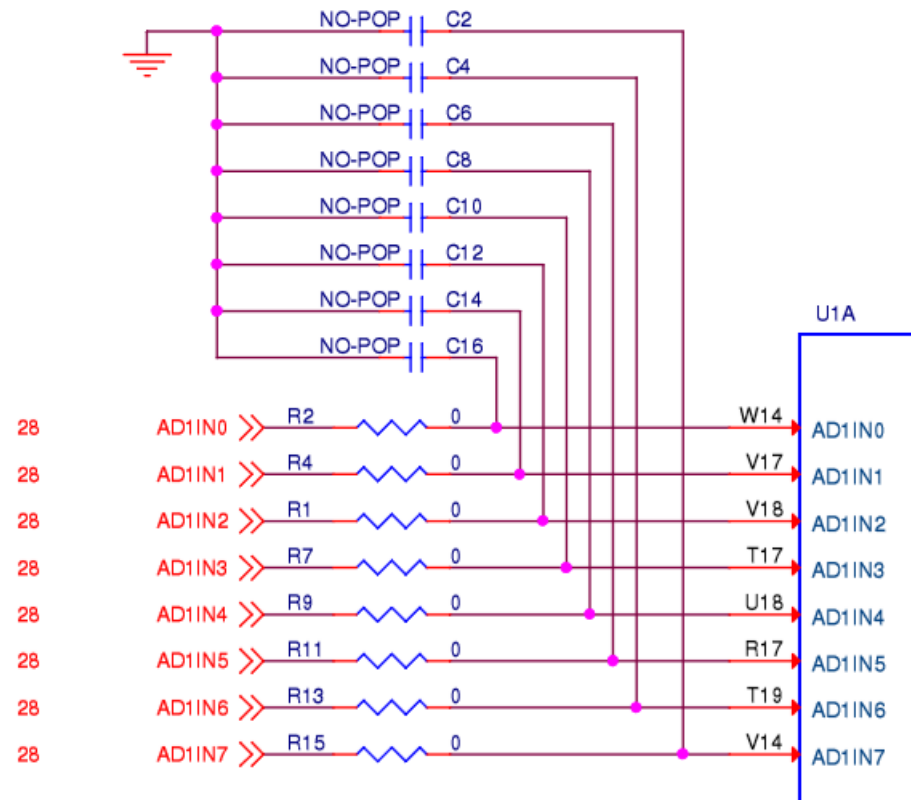 NO-POP C2
NO-POP C4
NO-POP C6
NO-POP C8
NO-POP C10
NO-POP C12
NO-POP C14
NO-POP C16
U1A
28 AD1IN0 R2 0 W14 AD1IN0
28 AD1IN1 R4 0 V17 AD1IN1
28 AD1IN2 R1 0 V18 AD1IN2
28 AD1IN3 R7 0 T17 AD1IN3
28 AD1IN4 R9 0 U18 AD1IN4
28 AD1IN5 R11 0 R17 AD1IN5
28 AD1IN6 R13 0 T19 AD1IN6
28 AD1IN7 R15 0 V14 AD1IN7